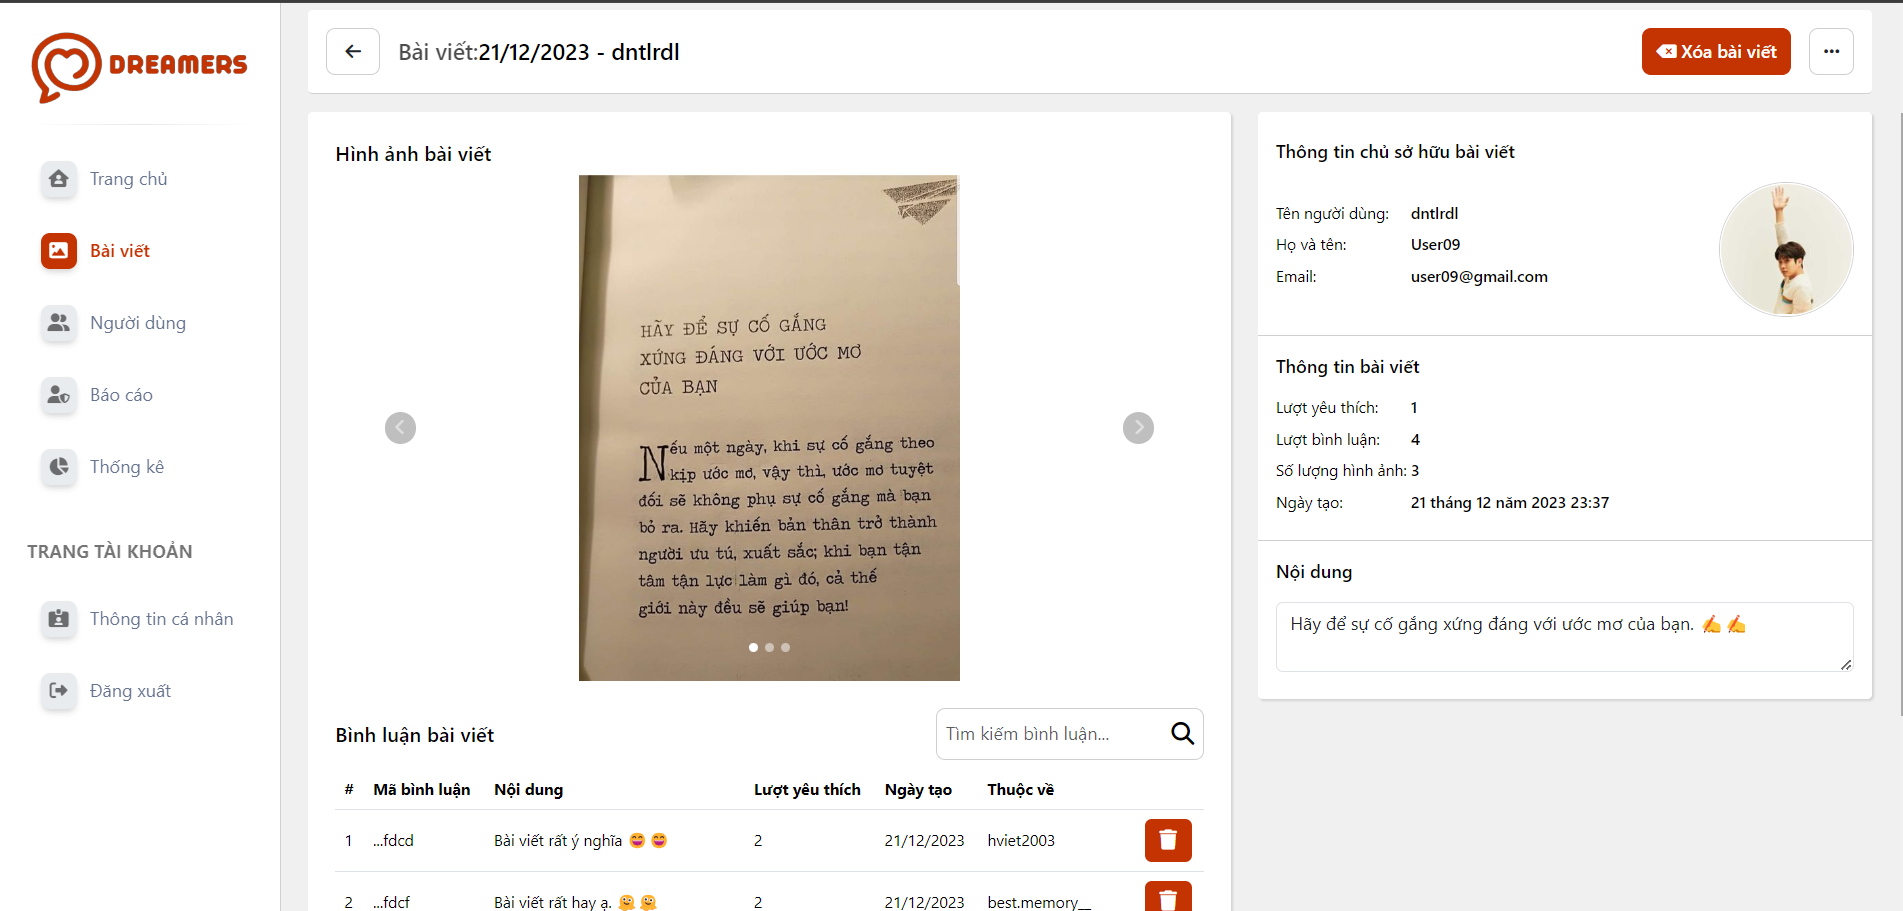 DREAMERS
Trang chủ
Bài viết
Người dùng
Báo cáo
Thống kê
TRANG TÀI KHOẢN
Thông tin cá nhân
Đăng xuất
Bài viết:21/12/2023 - dntlrdl
Xóa bài viết
Hình ảnh bài viết
HÃY ĐỂ SỰ CỐ GẮNG
XỨNG ĐÁNG VỚI ƯỚC MƠ
CỦA BẠN
Nếu một ngày, khi sự cố gắng theo
kịp ước mơ, vậy thì, ước mơ tuyệt
đối sẽ không phụ sự cố gắng mà bạn
bỏ ra. Hãy khiến bản thân trở thành
người ưu tú, xuất sắc; khi bạn tận
tâm tận lực làm gì đó, cả thế
giới này đều sẽ giúp bạn!
Bình luận bài viết
Tìm kiếm bình luận...
# Mã bình luận Nội dung Lượt yêu thích Ngày tạo Thuộc về
1 ...fdcd Bài viết rất ý nghĩa 😄😄 2 21/12/2023 hviet2003
2 ...fdcf Bài viết rất hay ạ. 🤗🤗 2 21/12/2023 best.memory__
Thông tin chủ sở hữu bài viết
Tên người dùng: dntlrdl
Họ và tên: User09
Email: user09@gmail.com
Thông tin bài viết
Lượt yêu thích: 1
Lượt bình luận: 4
Số lượng hình ảnh: 3
Ngày tạo: 21 tháng 12 năm 2023 23:37
Nội dung
Hãy để sự cố gắng xứng đáng với ước mơ của bạn. ✍️✍️